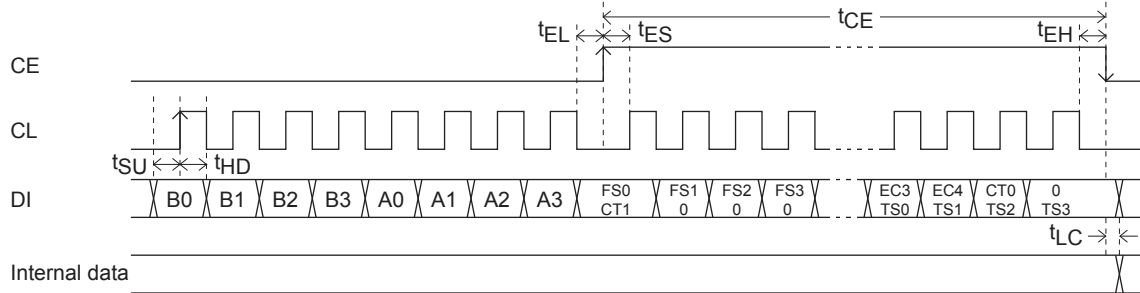 tCE
tEL tES tEH
CE
CL
tSU tHD
DI B0 B1 B2 B3 A0 A1 A2 A3 FS0 FS1 FS2 FS3 EC3 EC4 CT0 0
CT1 0 0 0 TS0 TS1 TS2 TS3
tLC
Internal data